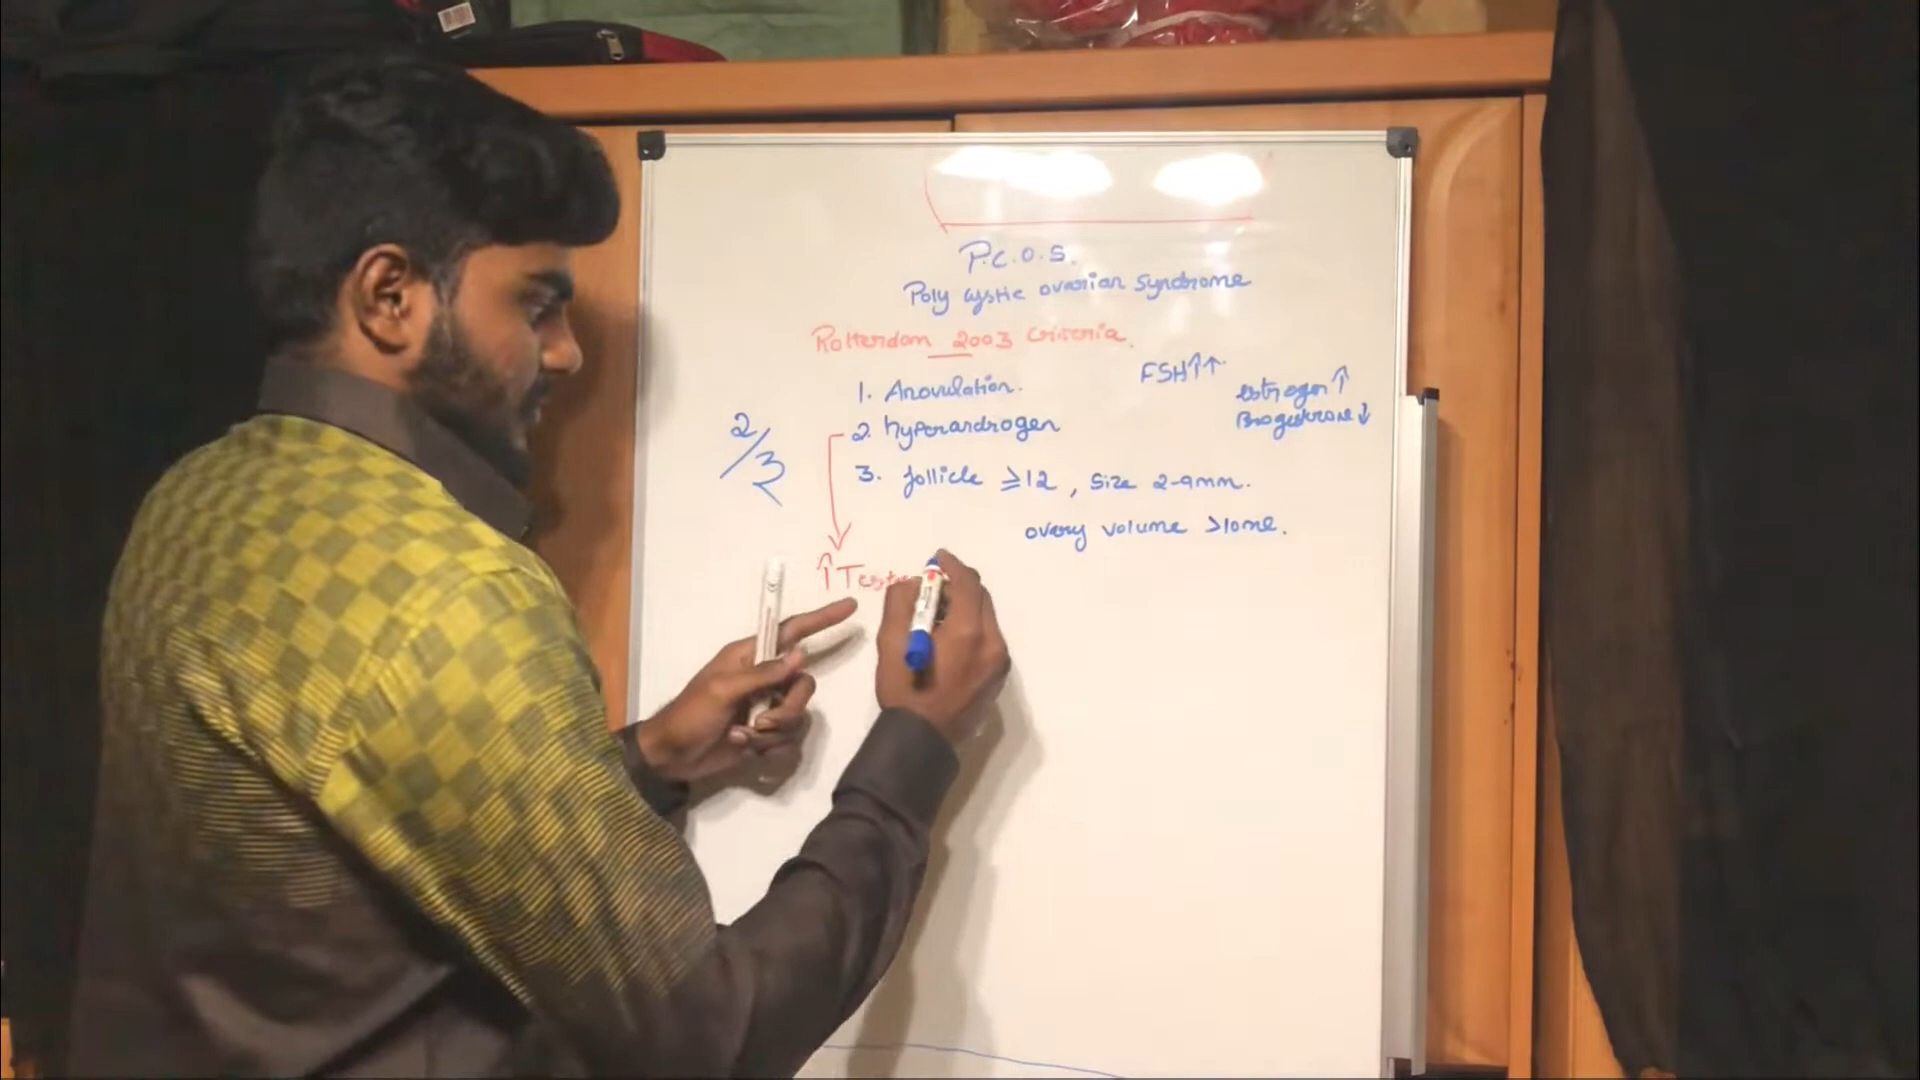 P.C.O.S.
Poly cystic ovarian syndrome
Rotterdam 2003 criteria.
1. Anovulation.
FSH↑↑
estrogen↑
Progesterone↓
2/3
2. hyperandrogen
3. follicle ≥12, size 2-9mm.
ovary volume >10ml.
↑ Test